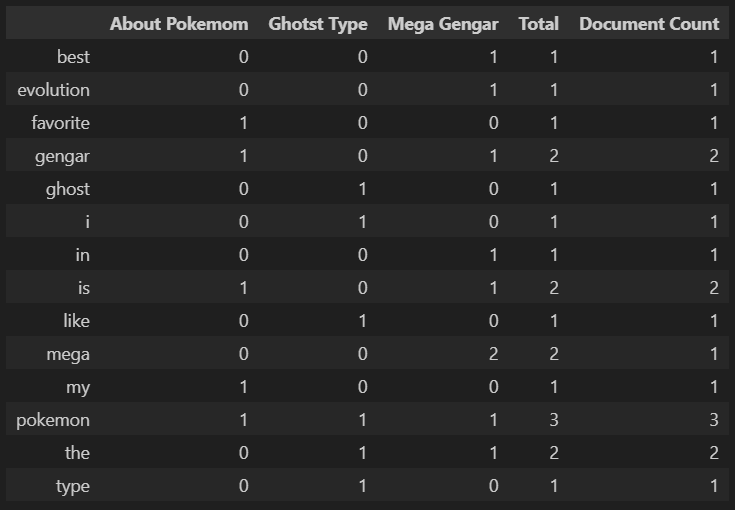 About Pokemom Ghotst Type Mega Gengar Total Document Count
best 0 0 1 1 1
evolution 0 0 1 1 1
favorite 1 0 0 1 1
gengar 1 0 1 2 2
ghost 0 1 0 1 1
i 0 1 0 1 1
in 0 0 1 1 1
is 1 0 1 2 2
like 0 1 0 1 1
mega 0 0 2 2 1
my 1 0 0 1 1
pokemon 1 1 1 3 3
the 0 1 1 2 2
type 0 1 0 1 1